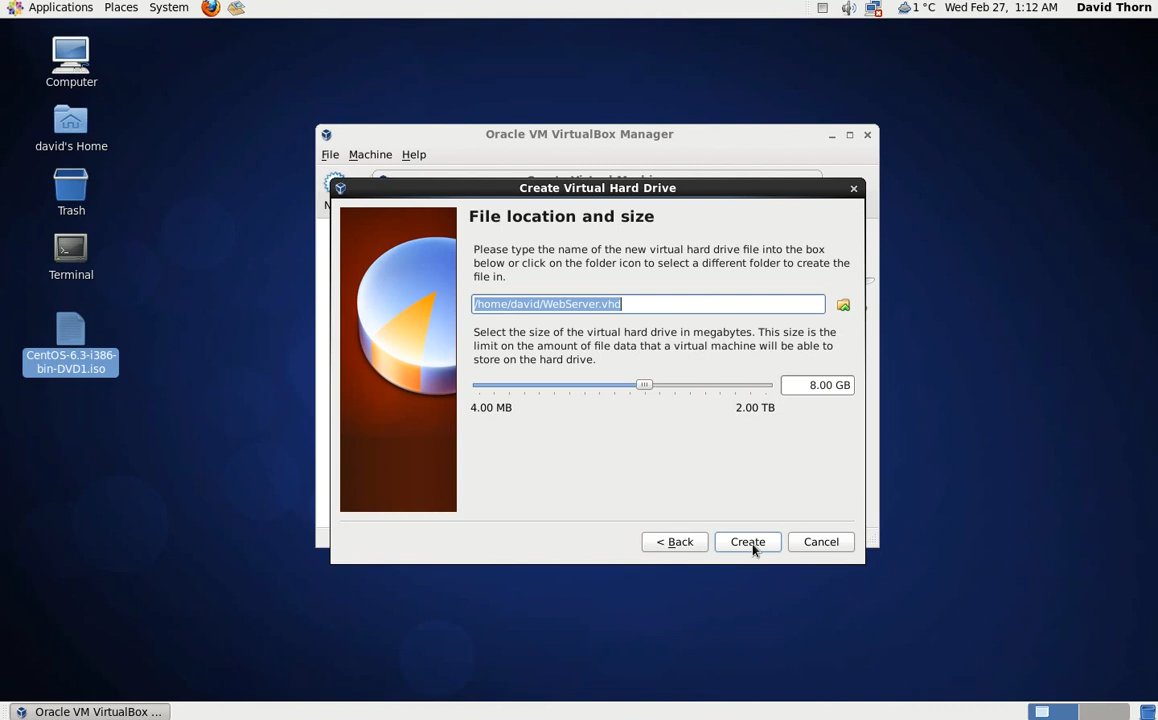 Applications Places System 1 °C Wed Feb 27, 1:12 AM David Thorn
Computer
david's Home
Trash
Terminal
CentOS-6.3-i386-
bin-DVD1.iso
Oracle VM VirtualBox Manager
File Machine Help
Create Virtual Hard Drive
File location and size
Please type the name of the new virtual hard drive file into the box
below or click on the folder icon to select a different folder to create the
file in.
/home/david/WebServer.vhd
Select the size of the virtual hard drive in megabytes. This size is the
limit on the amount of file data that a virtual machine will be able to
store on the hard drive.
8.00 GB
4.00 MB 2.00 TB
< Back Create Cancel
Oracle VM VirtualBox ...